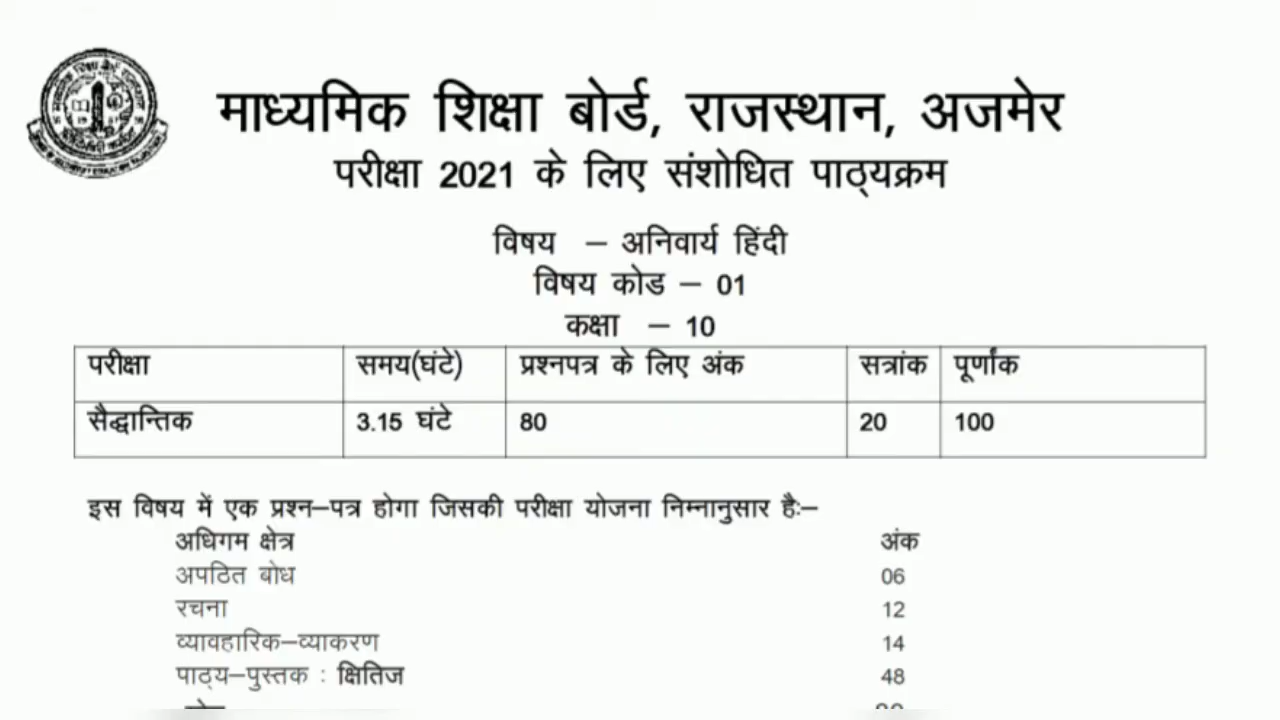 माध्यमिक शिक्षा बोर्ड, राजस्थान, अजमेर
परीक्षा 2021 के लिए संशोधित पाठ्यक्रम
विषय – अनिवार्य हिंदी
विषय कोड – 01
कक्षा – 10
परीक्षा समय(घंटे) प्रश्नपत्र के लिए अंक सत्रांक पूर्णांक
सैद्धान्तिक 3.15 घंटे 80 20 100
इस विषय में एक प्रश्न–पत्र होगा जिसकी परीक्षा योजना निम्नानुसार है:–
अधिगम क्षेत्र अंक
अपठित बोध 06
रचना 12
व्यावहारिक–व्याकरण 14
पाठ्य–पुस्तक : क्षितिज 48